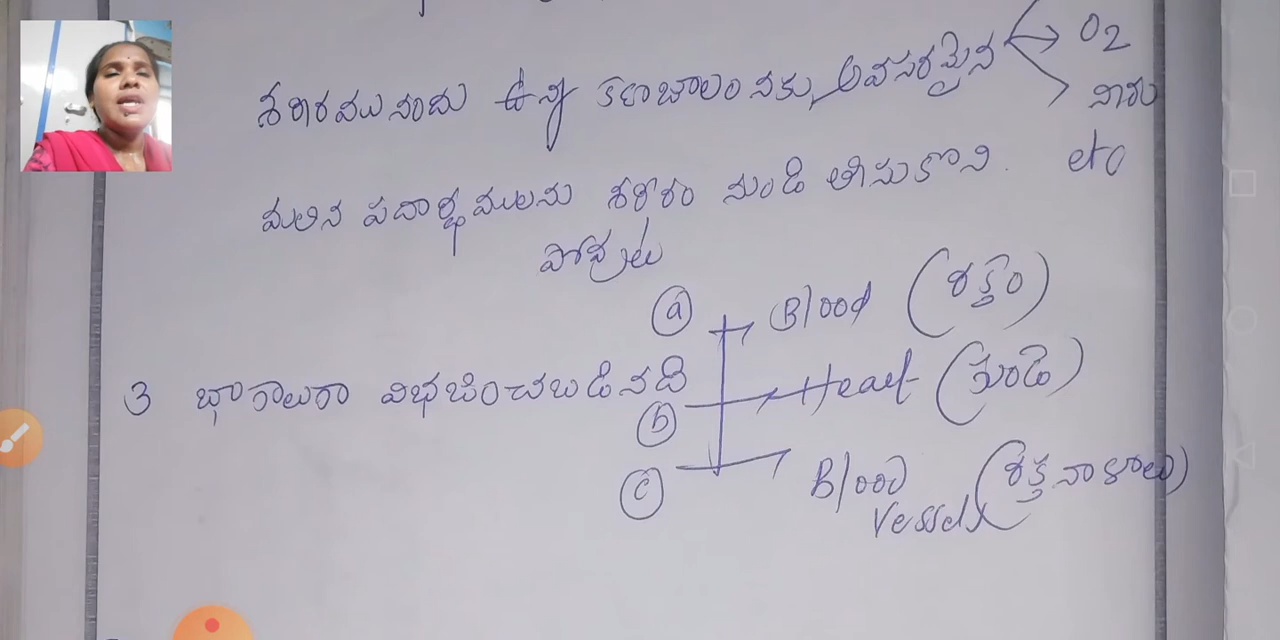 శరీరము నందు ఉన్న కణజాలం నకు, అవసరమైన → O2
నీరు
మలిన పదార్థములను శరీరం నుండి తీసుకొని. etc
పోవును
3 భాగాలుగా విభజించబడినది
a → Blood (రక్తం)
b → Heart (గుండె)
c → Blood Vessels (రక్త నాళాలు)